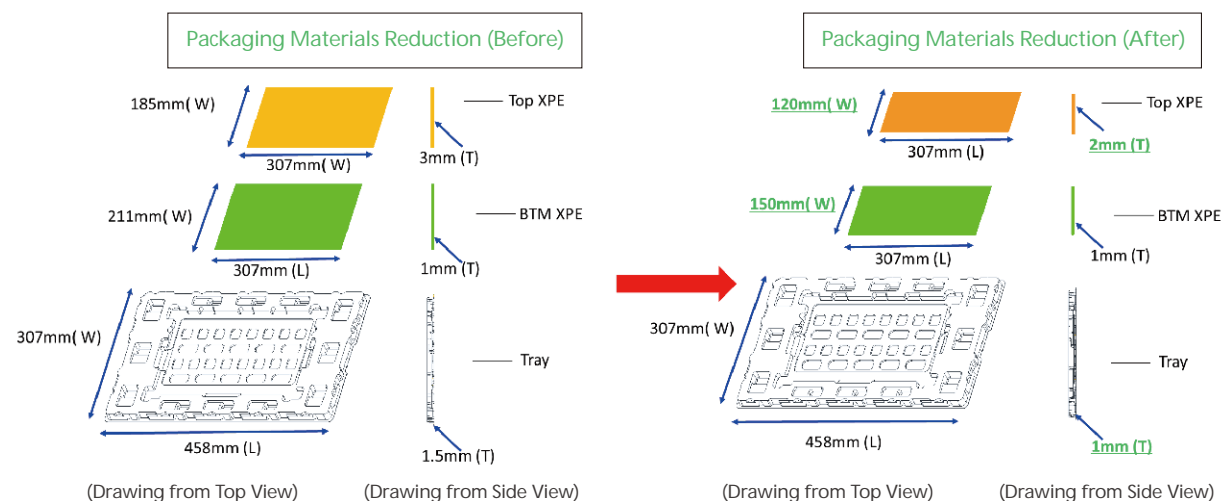 Packaging Materials Reduction (Before)
185mm( W)
307mm( W)
3mm (T)
Top XPE
211mm( W)
307mm (L)
1mm (T)
BTM XPE
307mm( W)
458mm (L)
1.5mm (T)
Tray
(Drawing from Top View)
(Drawing from Side View)
Packaging Materials Reduction (After)
120mm( W)
307mm (L)
2mm (T)
Top XPE
150mm( W)
307mm (L)
1mm (T)
BTM XPE
307mm( W)
458mm (L)
1mm (T)
Tray
(Drawing from Top View)
(Drawing from Side View)